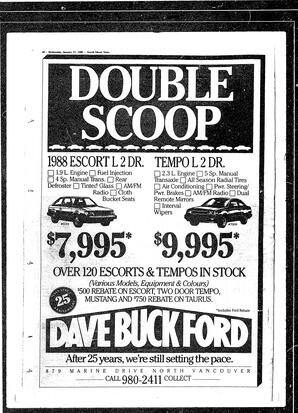 DOUBLE
SCOOP
1988 ESCORT L 2 DR.
1.9 L. Engine Fuel Injection
4 Sp. Manual Trans. Rear
Defroster Tinted Glass AM/FM
Radio Cloth
Bucket Seats
$7,995*
TEMPO L 2 DR.
2.3 L. Engine 5 Sp. Manual
Transaxle All Season Radial Tires
Air Conditioning Pwr. Steering/
Pwr. Brakes AM/FM Radio Dual
Remote Mirrors
Interval
Wipers
$9,995*
OVER 120 ESCORTS & TEMPOS IN STOCK
(Various Models, Equipment & Colours)
$500 REBATE ON ESCORT, TWO DOOR TEMPO,
MUSTANG AND $750 REBATE ON TAURUS.
*Includes Ford Rebate
25
DAVE BUCK FORD
After 25 years, we're still setting the pace.
879 MARINE DRIVE NORTH VANCOUVER
CALL 980-2411 COLLECT